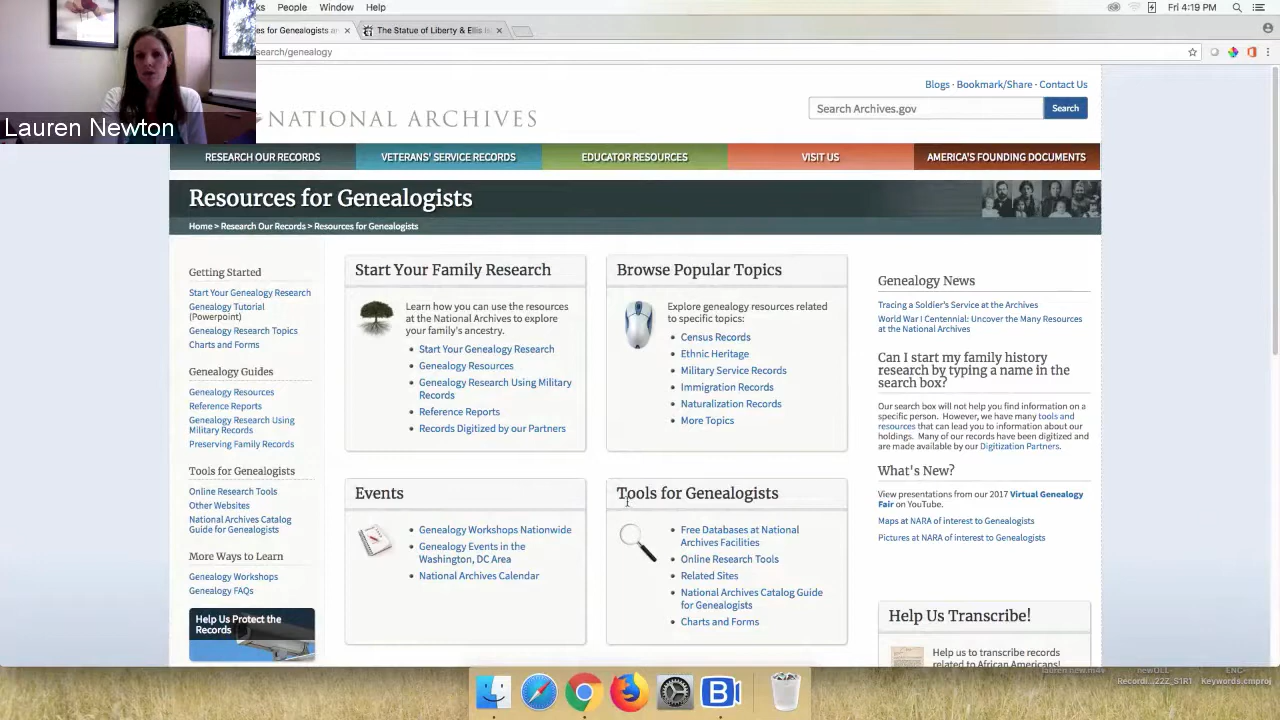 ks People Window Help
Fri 4:19 PM
es for Genealogists a
The Statue of Liberty & Ellis I
search/genealogy
Lauren Newton
Blogs · Bookmark/Share · Contact Us
NATIONAL ARCHIVES
Search Archives.gov
Search
RESEARCH OUR RECORDS
VETERANS' SERVICE RECORDS
EDUCATOR RESOURCES
VISIT US
AMERICA'S FOUNDING DOCUMENTS
Resources for Genealogists
Home > Research Our Records > Resources for Genealogists
Getting Started
Start Your Genealogy Research
Genealogy Tutorial
(Powerpoint)
Genealogy Research Topics
Charts and Forms
Genealogy Guides
Genealogy Resources
Reference Reports
Genealogy Research Using
Military Records
Preserving Family Records
Tools for Genealogists
Online Research Tools
Other Websites
National Archives Catalog
Guide for Genealogists
More Ways to Learn
Genealogy Workshops
Genealogy FAQs
Help Us Protect the
Records
Start Your Family Research
Learn how you can use the resources
at the National Archives to explore
your family's ancestry.
Start Your Genealogy Research
Genealogy Resources
Genealogy Research Using Military
Records
Reference Reports
Records Digitized by our Partners
Browse Popular Topics
Explore genealogy resources related
to specific topics:
Census Records
Ethnic Heritage
Military Service Records
Immigration Records
Naturalization Records
More Topics
Events
Genealogy Workshops Nationwide
Genealogy Events in the
Washington, DC Area
National Archives Calendar
Tools for Genealogists
Free Databases at National
Archives Facilities
Online Research Tools
Related Sites
National Archives Catalog Guide
for Genealogists
Charts and Forms
Genealogy News
Tracing a Soldier's Service at the Archives
World War I Centennial: Uncover the Many Resources
at the National Archives
Can I start my family history
research by typing a name in the
search box?
Our search box will not help you find information on a
specific person. However, we have many tools and
resources that can lead you to information about our
holdings. Many of our records have been digitized and
are made available by our Digitization Partners.
What's New?
View presentations from our 2017 Virtual Genealogy
Fair on YouTube.
Maps at NARA of interest to Genealogists
Pictures at NARA of interest to Genealogists
Help Us Transcribe!
Help us to transcribe records
related to African Americans!
lauren new.m4v
newOLL
ENC-
Recordi...22Z_S1R1
Keywords.cmproj
B